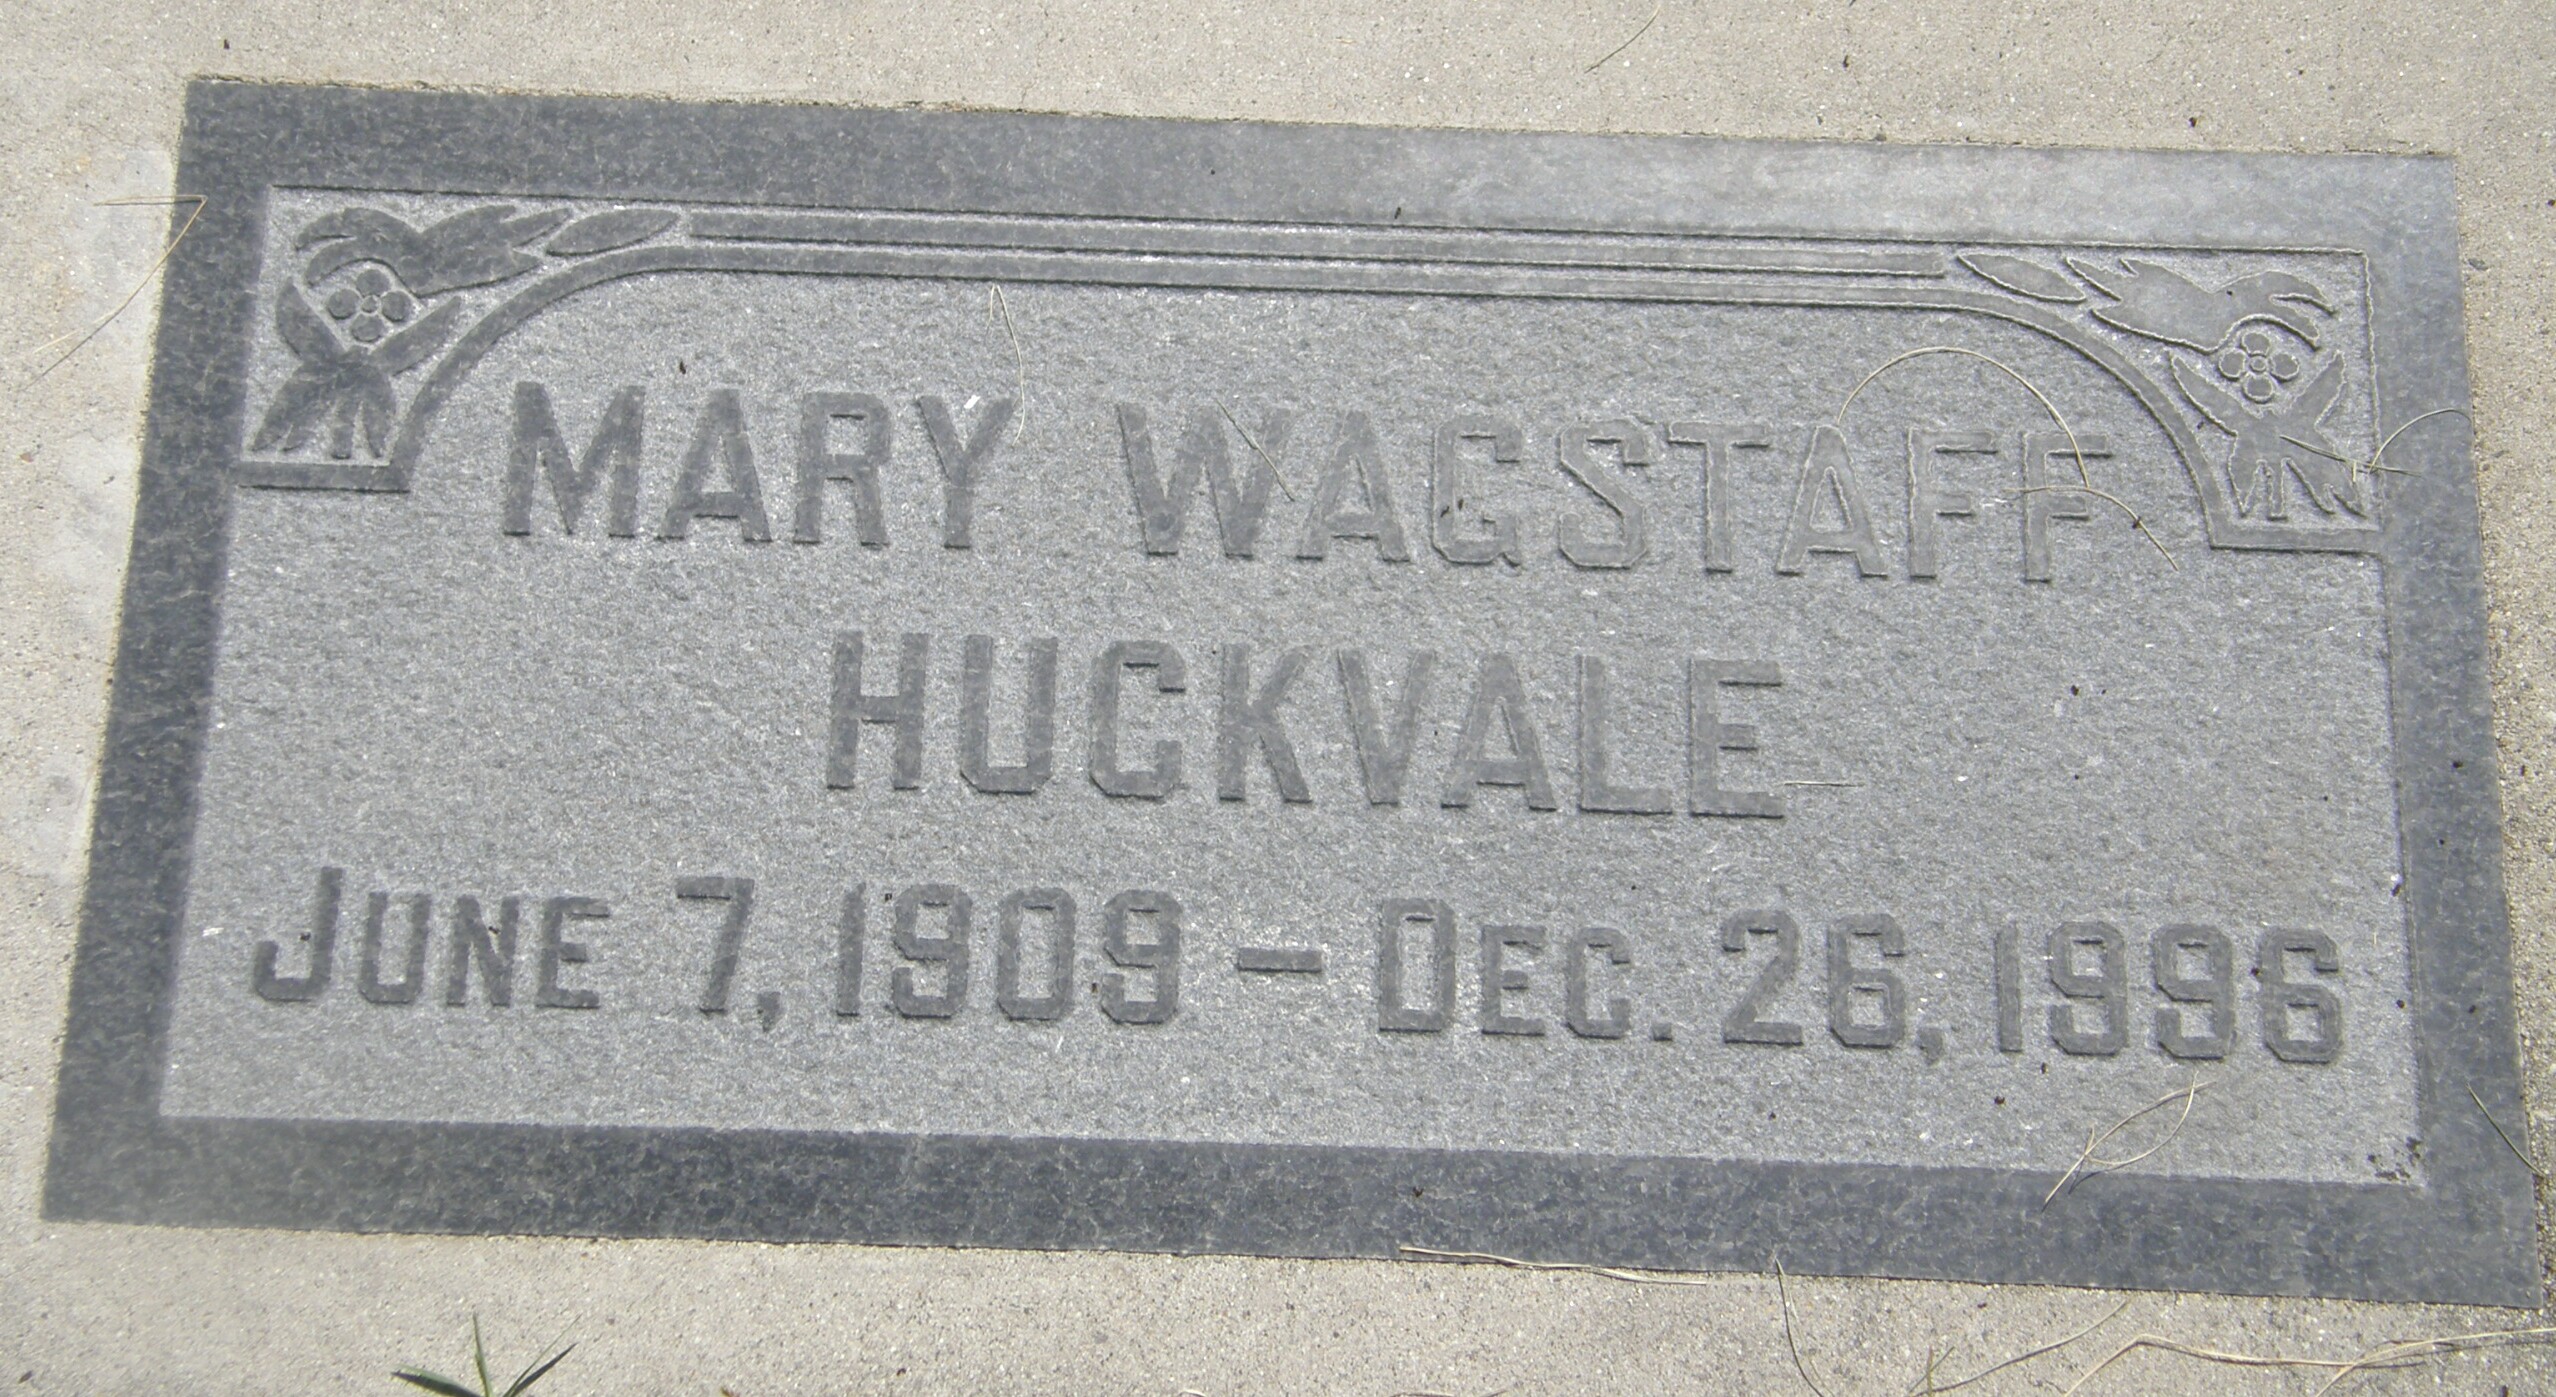 MARY WAGSTAFF
HUCKVALE
JUNE 7, 1909 – DEC. 26, 1996